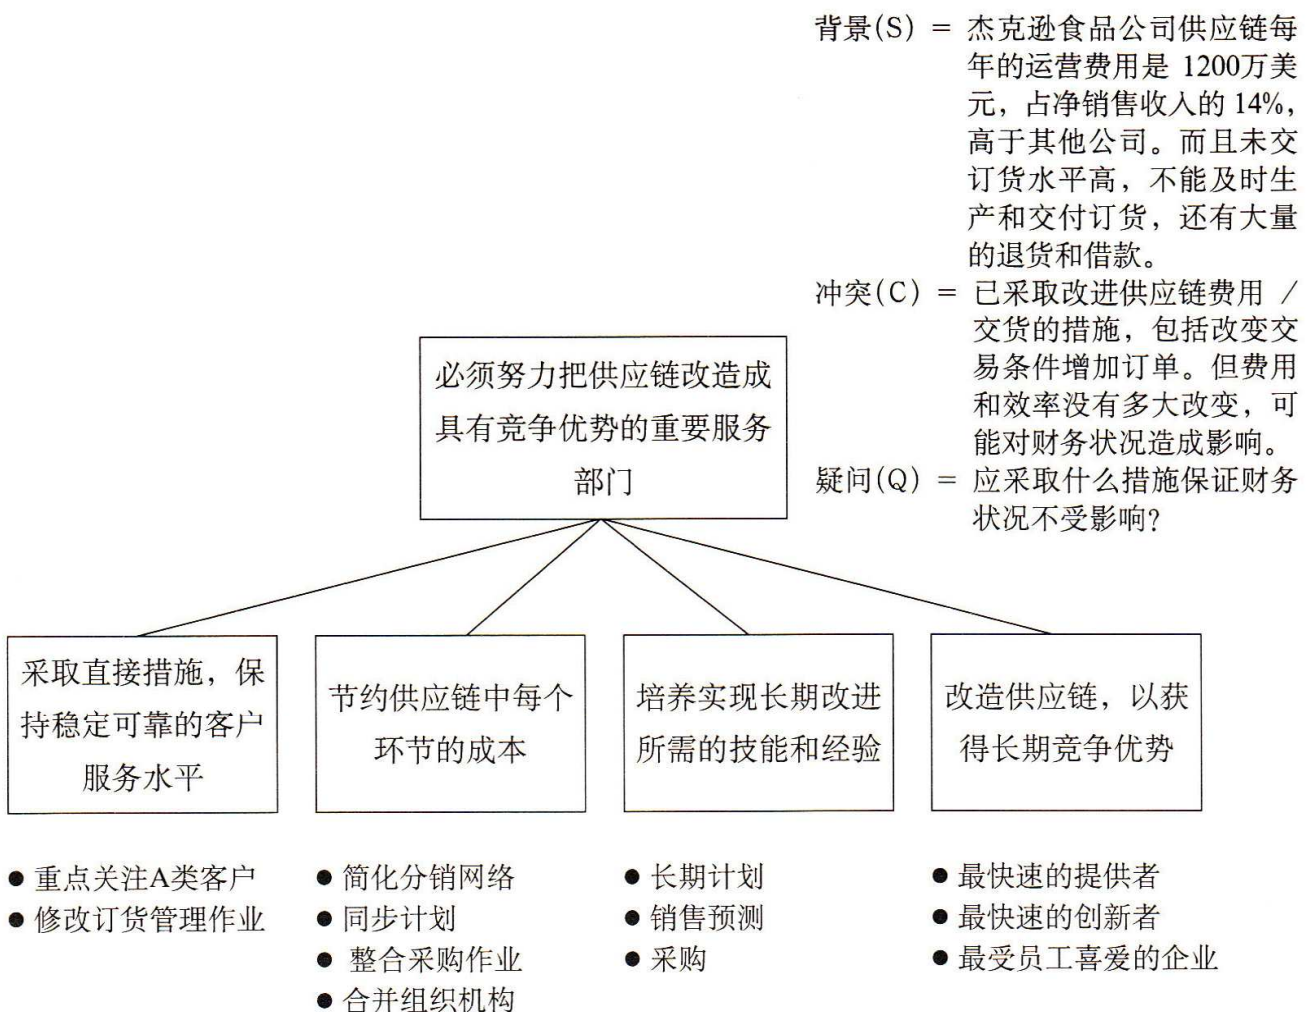 背景(S) = 杰克逊食品公司供应链每
年的运营费用是 1200万美
元，占净销售收入的 14%，
高于其他公司。而且未交
订货水平高，不能及时生
产和交付订货，还有大量
的退货和借款。
冲突(C) = 已采取改进供应链费用 /
交货的措施，包括改变交
易条件增加订单。但费用
和效率没有多大改变，可
能对财务状况造成影响。
疑问(Q) = 应采取什么措施保证财务
状况不受影响?
必须努力把供应链改造成
具有竞争优势的重要服务
部门
采取直接措施，保
持稳定可靠的客户
服务水平
节约供应链中每个
环节的成本
培养实现长期改进
所需的技能和经验
改造供应链，以获
得长期竞争优势
● 重点关注A类客户
● 修改订货管理作业
● 简化分销网络
● 同步计划
● 整合采购作业
● 合并组织机构
● 长期计划
● 销售预测
● 采购
● 最快速的提供者
● 最快速的创新者
● 最受员工喜爱的企业